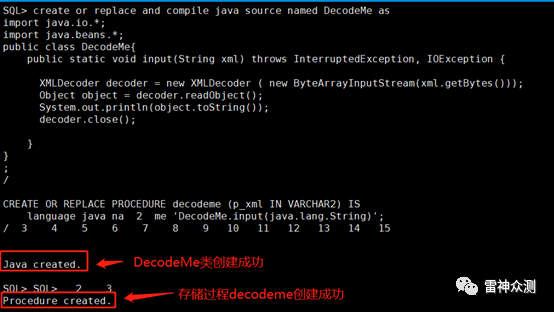 SQL> create or replace and compile java source named DecodeMe as
import java.io.*;
import java.beans.*;
public class DecodeMe{
public static void input(String xml) throws InterruptedException, IOException {
XMLDecoder decoder = new XMLDecoder ( new ByteArrayInputStream(xml.getBytes()));
Object object = decoder.readObject();
System.out.println(object.toString());
decoder.close();
}
}
;
/
CREATE OR REPLACE PROCEDURE decodeme (p_xml IN VARCHAR2) IS
language java na 2 me 'DecodeMe.input(java.lang.String)';
/ 3 4 5 6 7 8 9 10 11 12 13 14 15
Java created.
DecodeMe类创建成功
SQL> SQL> 2 3
Procedure created.
存储过程decodeme创建成功
雷神众测